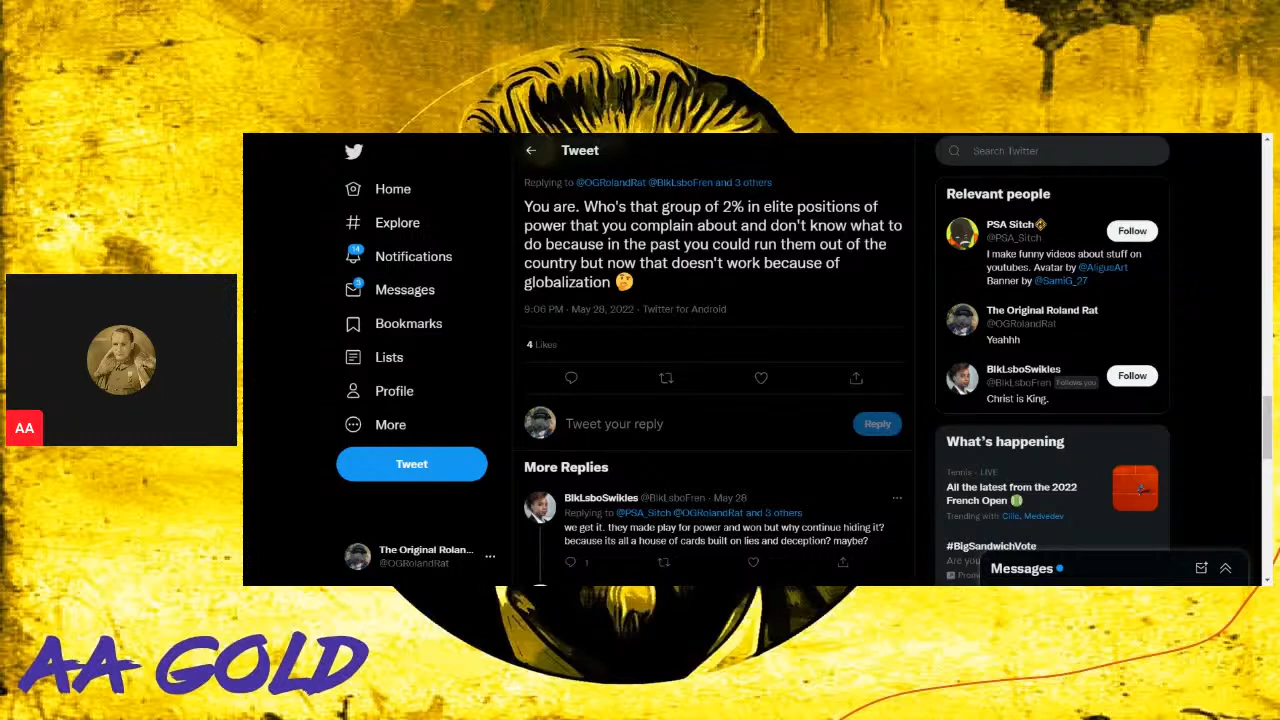 Home
Explore
14
Notifications
3
Messages
Bookmarks
Lists
Profile
More
Tweet
The Original Rolan...
@OGRolandRat
Tweet
Replying to @OGRolandRat @BlkLsboFren and 3 others
You are. Who's that group of 2% in elite positions of
power that you complain about and don't know what to
do because in the past you could run them out of the
country but now that doesn't work because of
globalization 🤔
9:06 PM · May 28, 2022 · Twitter for Android
4 Likes
Tweet your reply
Reply
More Replies
BlkLsboSwikles @BlkLsboFren · May 28
Replying to @PSA_Sitch @OGRolandRat and 3 others
we get it. they made play for power and won but why continue hiding it?
because its all a house of cards built on lies and deception? maybe?
1
Search Twitter
Relevant people
PSA Sitch
@PSA_Sitch
Follow
I make funny videos about stuff on
youtubes. Avatar by @AligusArt
Banner by @SamiG_27
The Original Roland Rat
@OGRolandRat
Yeahhh
BlkLsboSwikles
@BlkLsboFren Follows you
Follow
Christ is King.
What's happening
Tennis · LIVE
All the latest from the 2022
French Open
Trending with Cilic, Medvedev
#BigSandwichVote
Are you
Messages
AA
AA GOLD